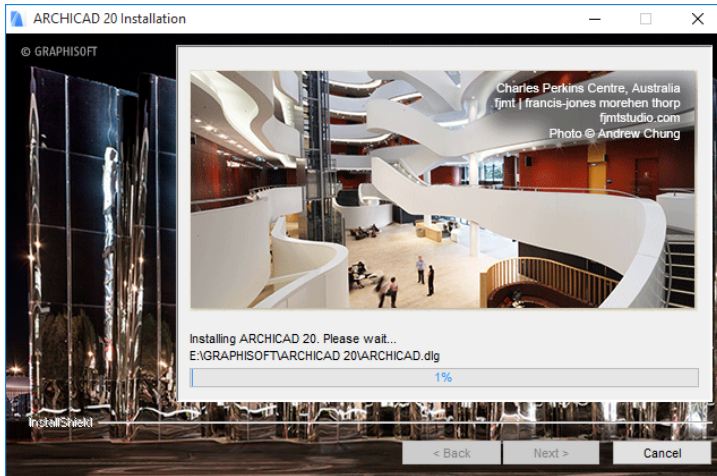 ARCHICAD 20 Installation
© GRAPHISOFT
Charles Perkins Centre, Australia
fjmt | francis-jones morehen thorp
fjmtstudio.com
Photo © Andrew Chung
Installing ARCHICAD 20. Please wait...
E:\GRAPHISOFT\ARCHICAD 20\ARCHICAD.dlg
1%
InstallShield
< Back
Next >
Cancel